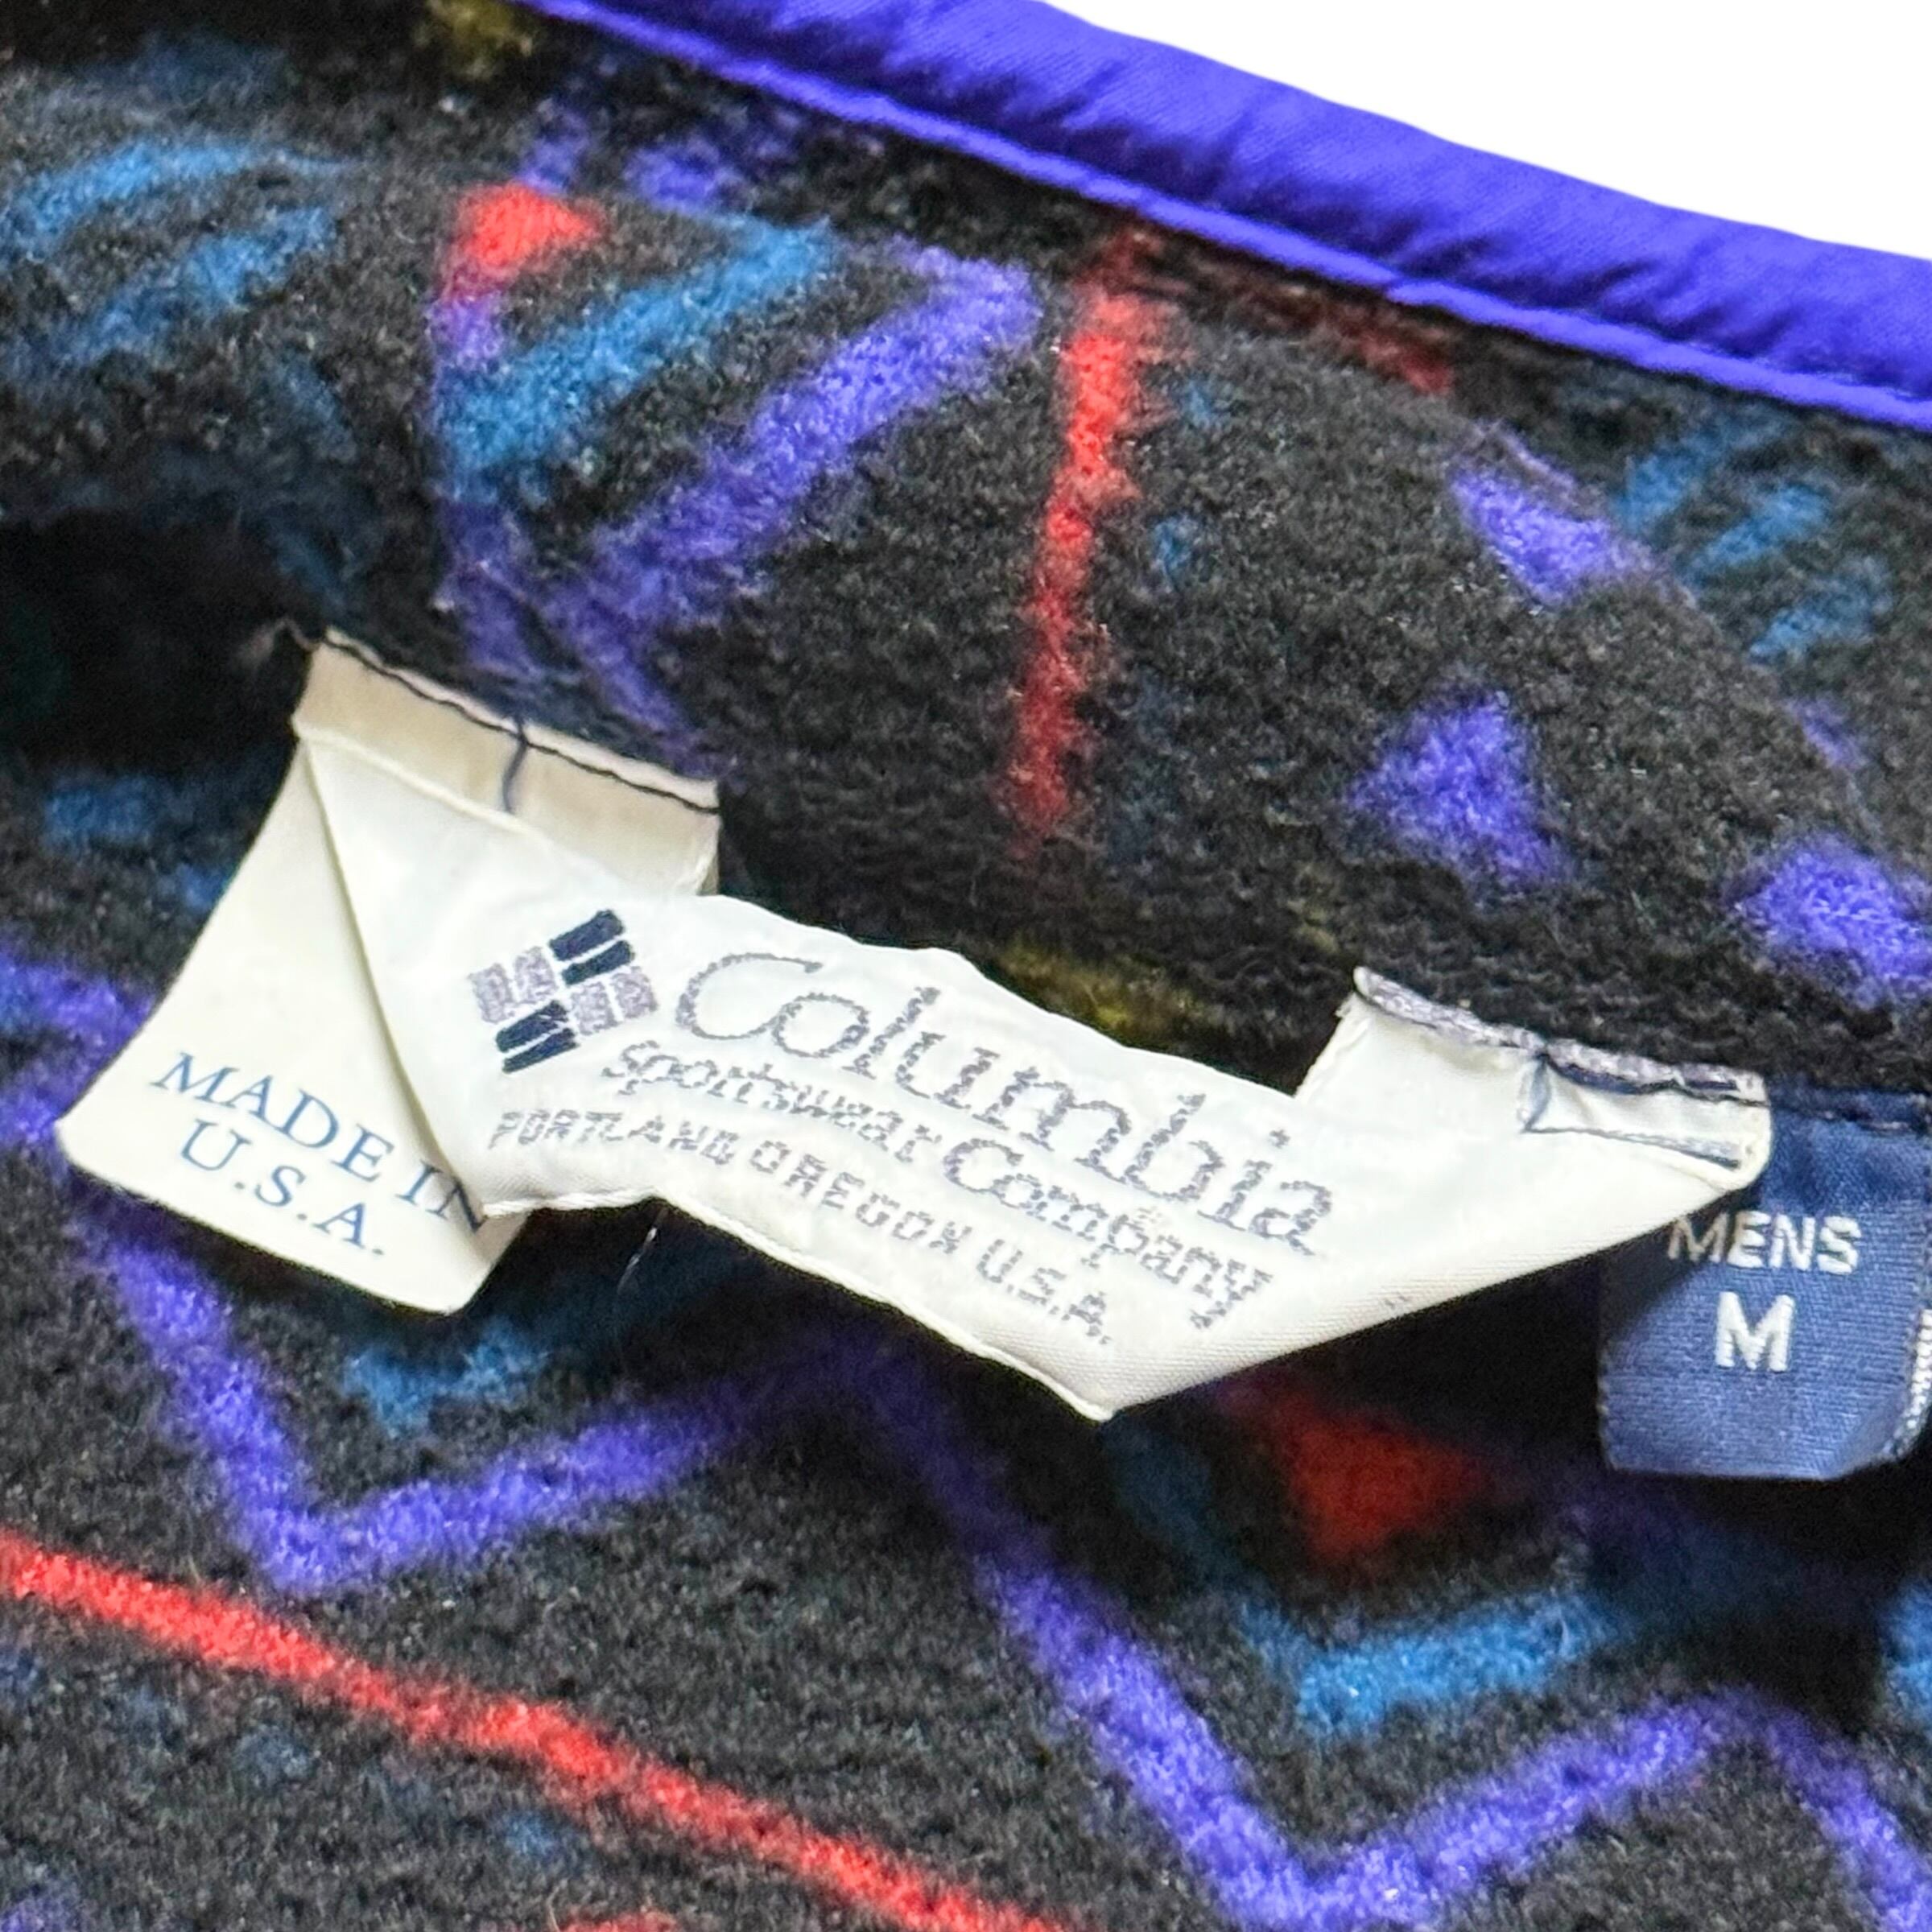 MADE IN
U.S.A.
Columbia
Sportswear Company
PORTLAND OREGON U.S.A.
MENS
M